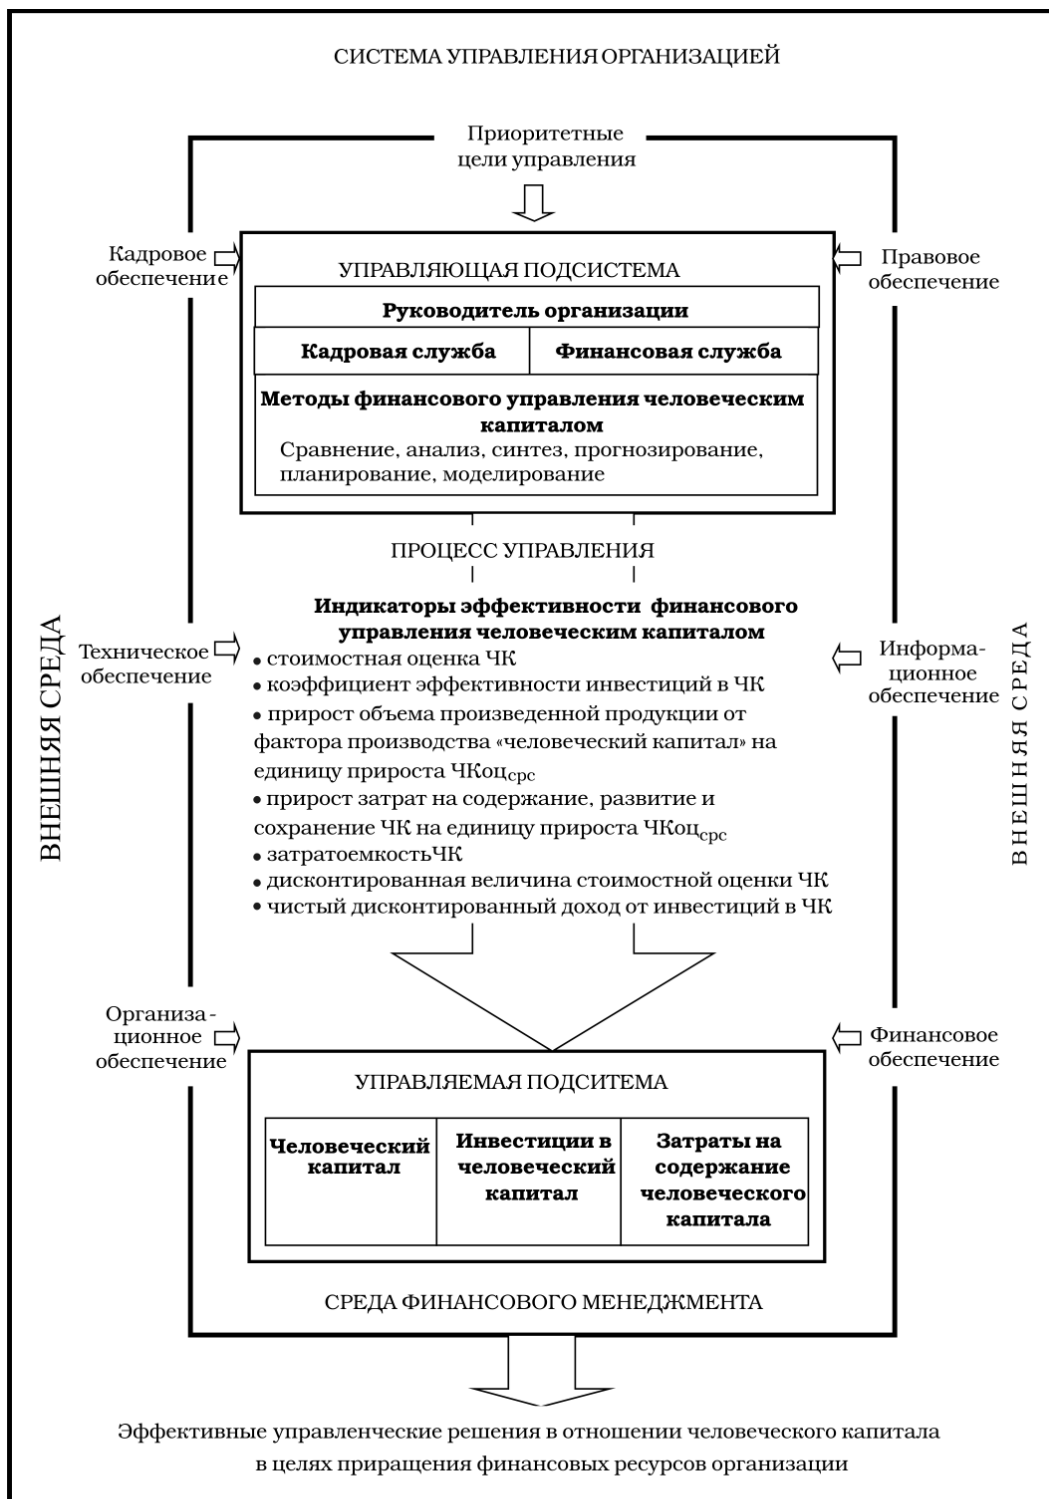 СИСТЕМА УПРАВЛЕНИЯ ОРГАНИЗАЦИЕЙ
Приоритетные
цели управления
Кадровое
обеспечение
Правовое
обеспечение
УПРАВЛЯЮЩАЯ ПОДСИСТЕМА
Руководитель организации
Кадровая служба
Финансовая служба
Методы финансового управления человеческим
капиталом
Сравнение, анализ, синтез, прогнозирование,
планирование, моделирование
ПРОЦЕСС УПРАВЛЕНИЯ
ВНЕШНЯЯ СРЕДА
Техническое
обеспечение
Индикаторы эффективности финансового
управления человеческим капиталом
• стоимостная оценка ЧК
• коэффициент эффективности инвестиций в ЧК
• прирост объема произведенной продукции от
фактора производства «человеческий капитал» на
единицу прироста ЧКоцсрс
• прирост затрат на содержание, развитие и
сохранение ЧК на единицу прироста ЧКоцсрс
• затратоемкостьЧК
• дисконтированная величина стоимостной оценки ЧК
• чистый дисконтированный доход от инвестиций в ЧК
Информа-
ционное
обеспечение
ВНЕШНЯЯ СРЕДА
Организа-
ционное
обеспечение
Финансовое
обеспечение
УПРАВЛЯЕМАЯ ПОДСИТЕМА
Человеческий
капитал
Инвестиции в
человеческий
капитал
Затраты на
содержание
человеческого
капитала
СРЕДА ФИНАНСОВОГО МЕНЕДЖМЕНТА
Эффективные управленческие решения в отношении человеческого капитала
в целях приращения финансовых ресурсов организации